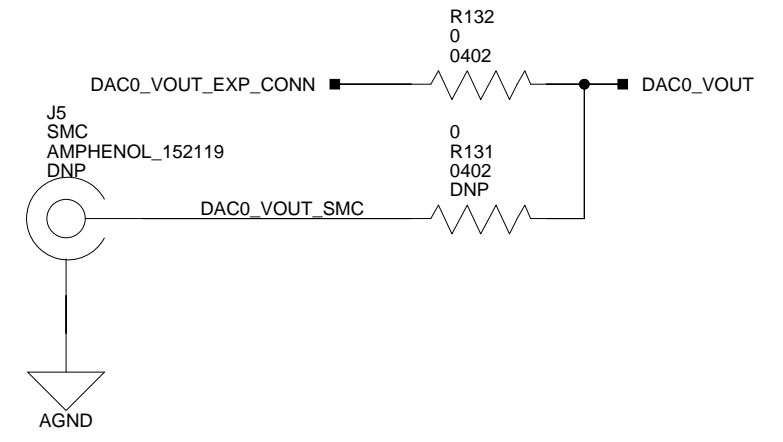 R132
0
0402
DAC0_VOUT_EXP_CONN
DAC0_VOUT
J5
SMC
AMPHENOL_152119
DNP
0
R131
0402
DNP
DAC0_VOUT_SMC
AGND